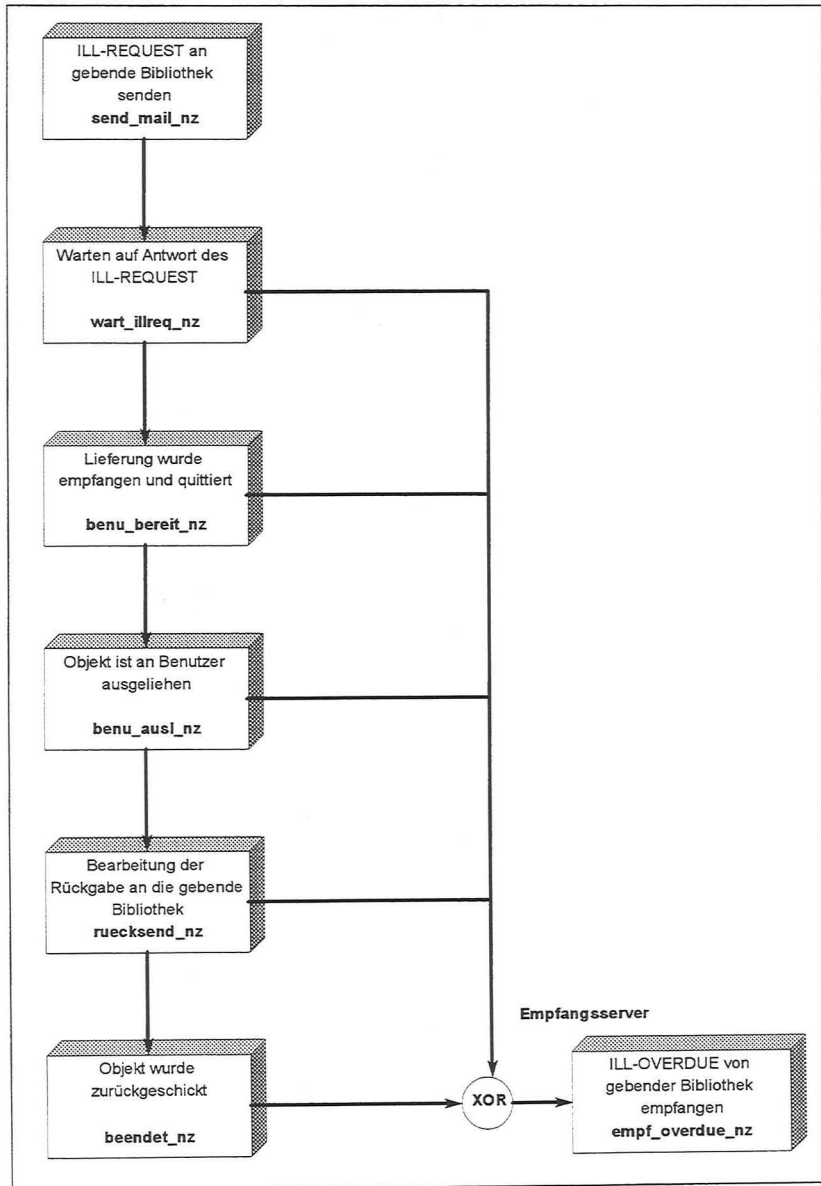 ILL-REQUEST an
gebende Bibliothek
senden
send_mail_nz
Warten auf Antwort des
ILL-REQUEST
wart_illreq_nz
Lieferung wurde
empfangen und quittiert
benu_bereit_nz
Objekt ist an Benutzer
ausgeliehen
benu_ausl_nz
Bearbeitung der
Rückgabe an die gebende
Bibliothek
ruecksend_nz
Objekt wurde
zurückgeschickt
beendet_nz
XOR
Empfangsserver
ILL-OVERDUE von
gebender Bibliothek
empfangen
empf_overdue_nz